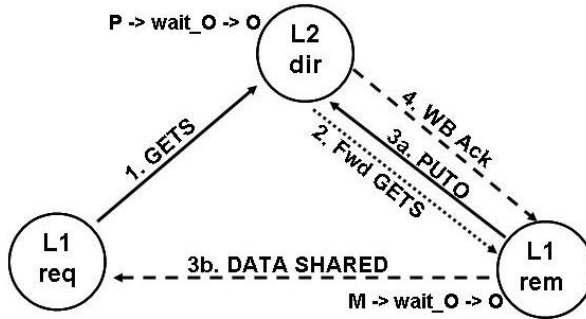 P -> wait_O -> O
L2
dir
1. GETS
2. Fwd GETS
3a. PUTO
4. WB Ack
L1
req
3b. DATA SHARED
L1
rem
M -> wait_O -> O